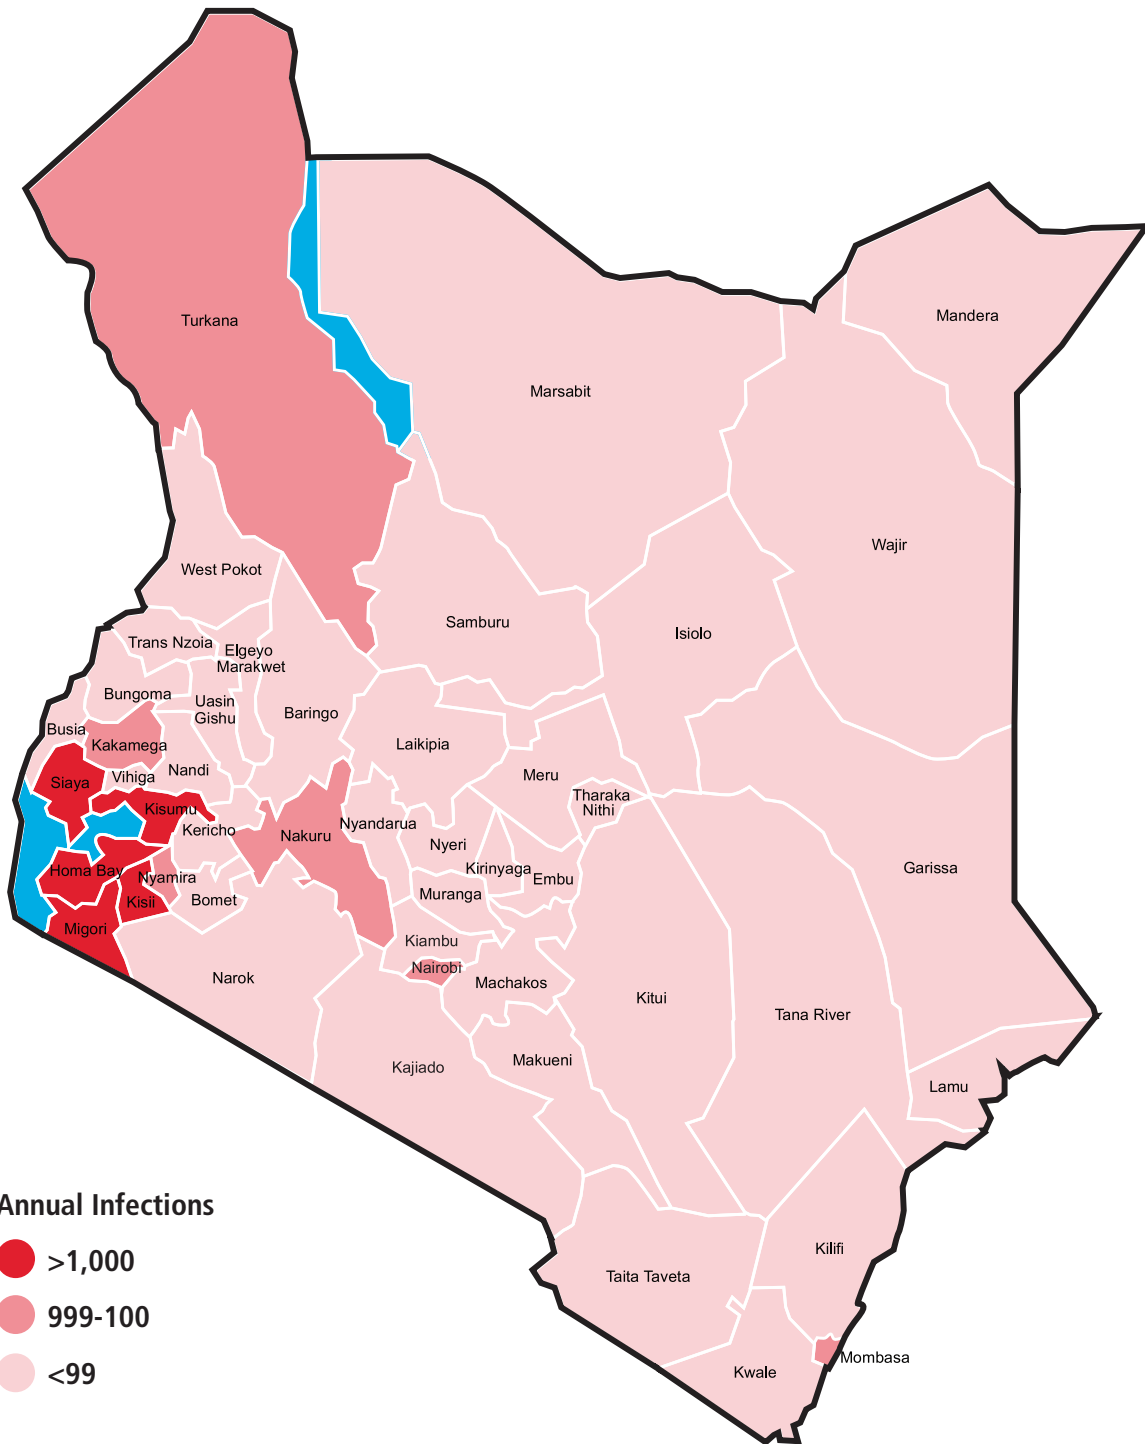 Turkana
Mandera
Marsabit
Wajir
West Pokot
Samburu
Isiolo
Trans Nzoia
Elgeyo
Marakwet
Bungoma
Uasin
Gishu
Baringo
Busia
Kakamega
Laikipia
Siaya
Vihiga
Nandi
Meru
Tharaka
Nithi
Kisumu
Kericho
Nakuru
Nyandarua
Nyeri
Kirinyaga
Garissa
Homa Bay
Nyamira
Embu
Kisii
Bomet
Muranga
Migori
Kiambu
Nairobi
Narok
Machakos
Kitui
Tana River
Makueni
Kajiado
Lamu
Annual Infections
>1,000
999-100
<99
Kilifi
Taita Taveta
Mombasa
Kwale